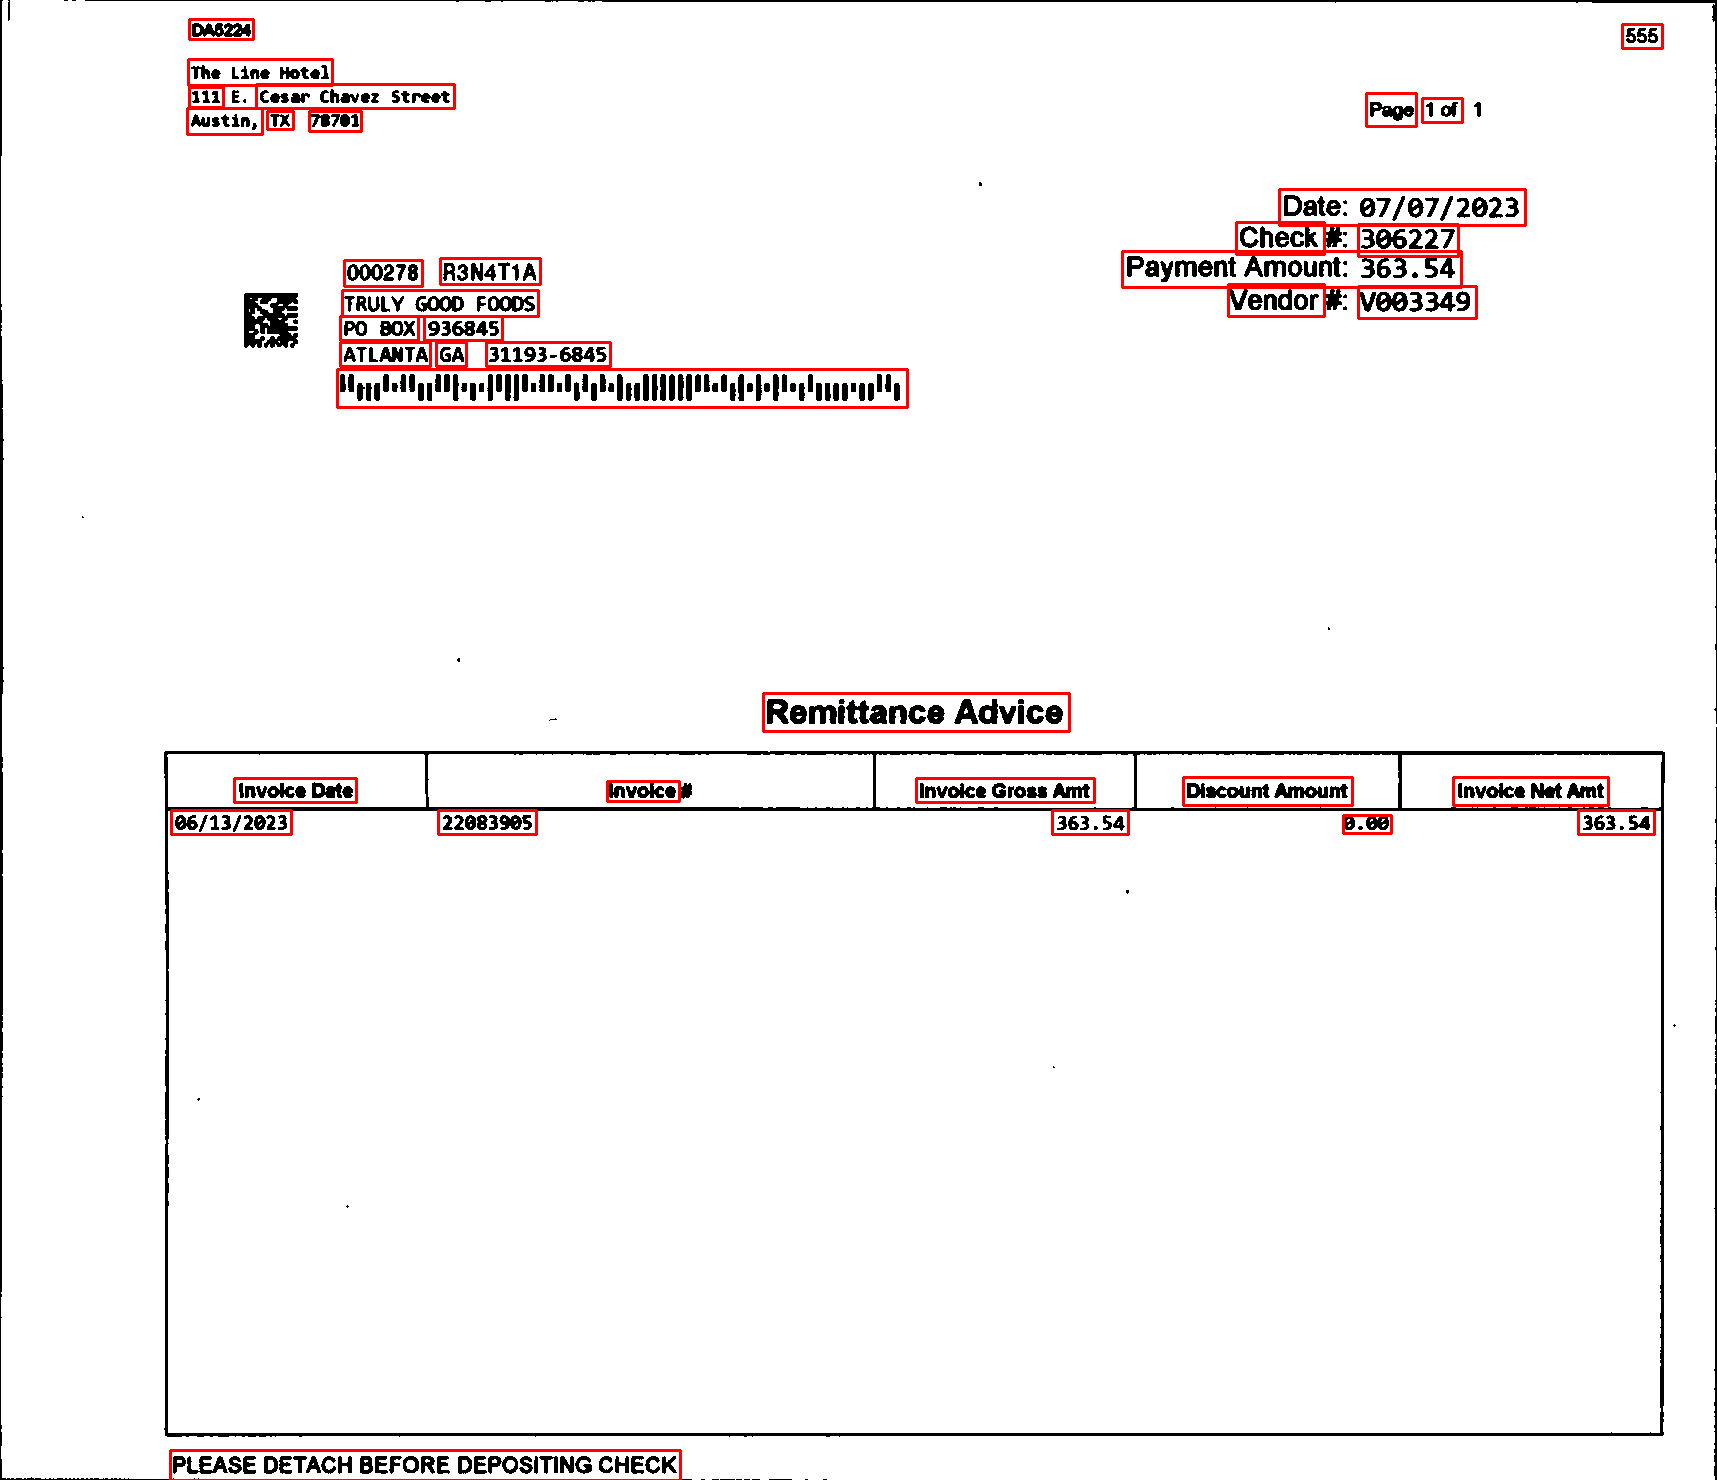 DA5224
555
The Line Hotel
111 E. Cesar Chavez Street
Austin, TX 78701
Page 1 of 1
Date: 07/07/2023
Check #: 306227
Payment Amount: 363.54
Vendor #: V003349
000278 R3N4T1A
TRULY GOOD FOODS
PO BOX 936845
ATLANTA GA 31193-6845
Remittance Advice
Invoice Date Invoice # Invoice Gross Amt Discount Amount Invoice Net Amt
06/13/2023 22083905 363.54 0.00 363.54
PLEASE DETACH BEFORE DEPOSITING CHECK